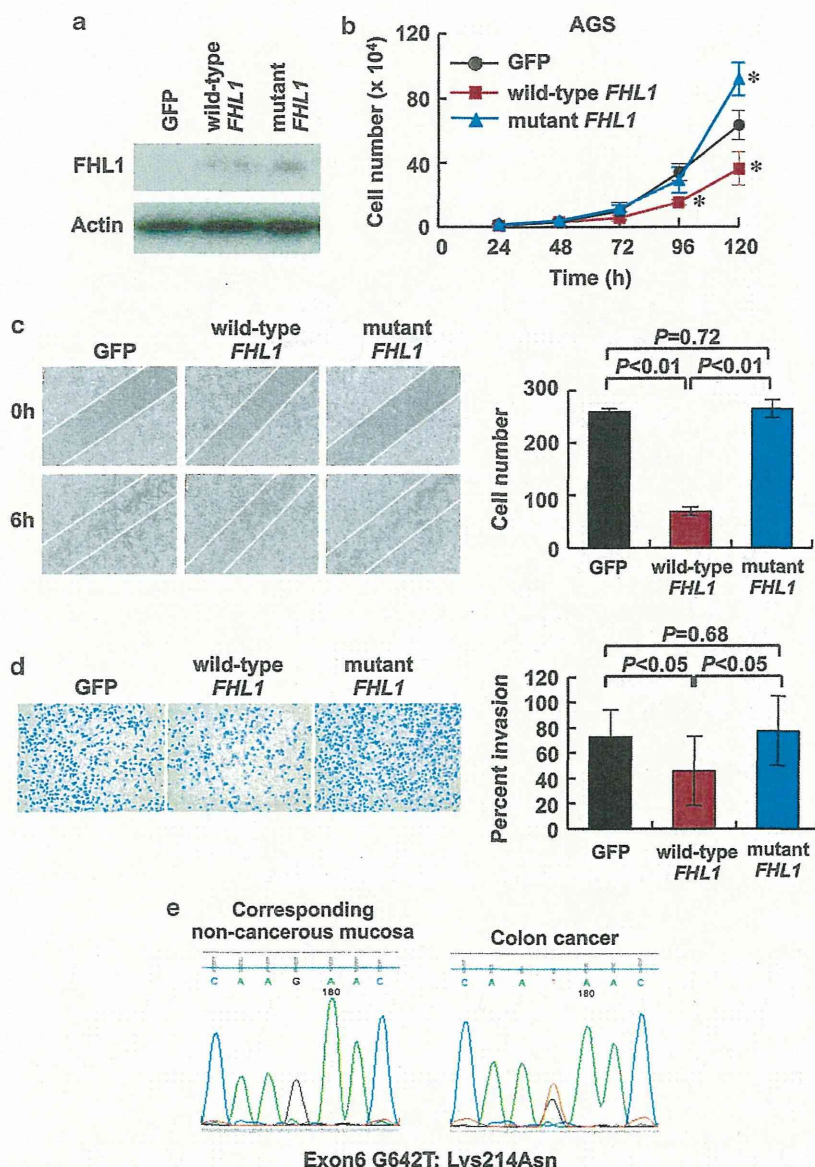 a
GFP
wild-type
FHL1
mutant
FHL1
FHL1
Actin
b
AGS
Cell number (x 10⁴)
120
80
40
0
GFP
wild-type FHL1
mutant FHL1
*
*
*
0 24 48 72 96 120
Time (h)
c
GFP
wild-type
FHL1
mutant
FHL1
0h
6h
P=0.72
P<0.01 P<0.01
Cell number
300
200
100
0
GFP
wild-type
FHL1
mutant
FHL1
d
GFP
wild-type
FHL1
mutant
FHL1
P=0.68
P<0.05 P<0.05
Percent invasion
120
100
80
60
40
20
0
GFP
wild-type
FHL1
mutant
FHL1
e
Corresponding
non-cancerous mucosa
C A A G A A C
180
Colon cancer
C A A T A A C
180
Exon6 G642T: Lys214Asn